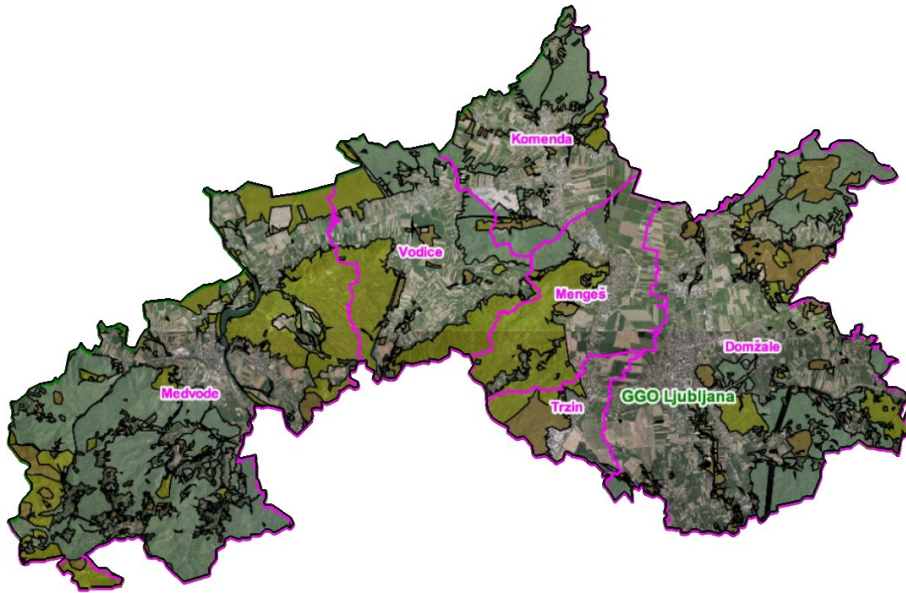 Komenda
Vodice
Mengeš
Domžale
Medvode
GGO Ljubljana
Trzin